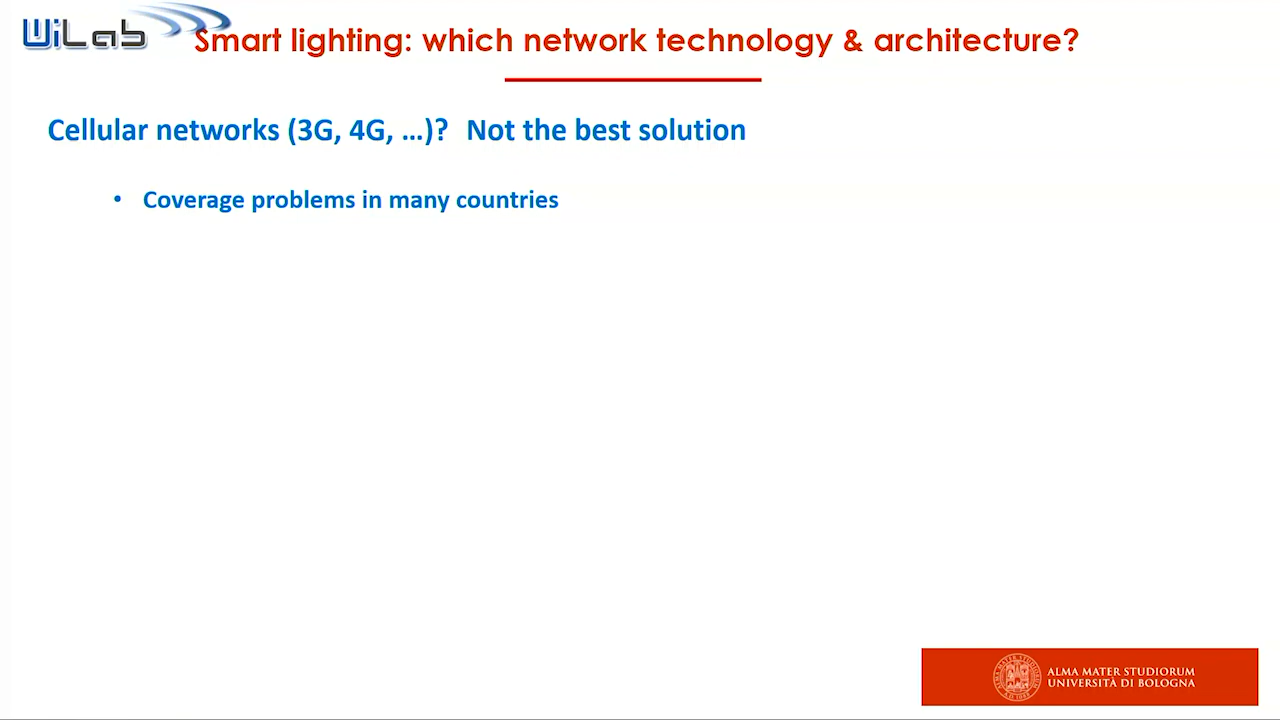 WiLab
Smart lighting: which network technology & architecture?
Cellular networks (3G, 4G, ...)? Not the best solution
• Coverage problems in many countries
ALMA MATER STUDIORUM
UNIVERSITÀ DI BOLOGNA